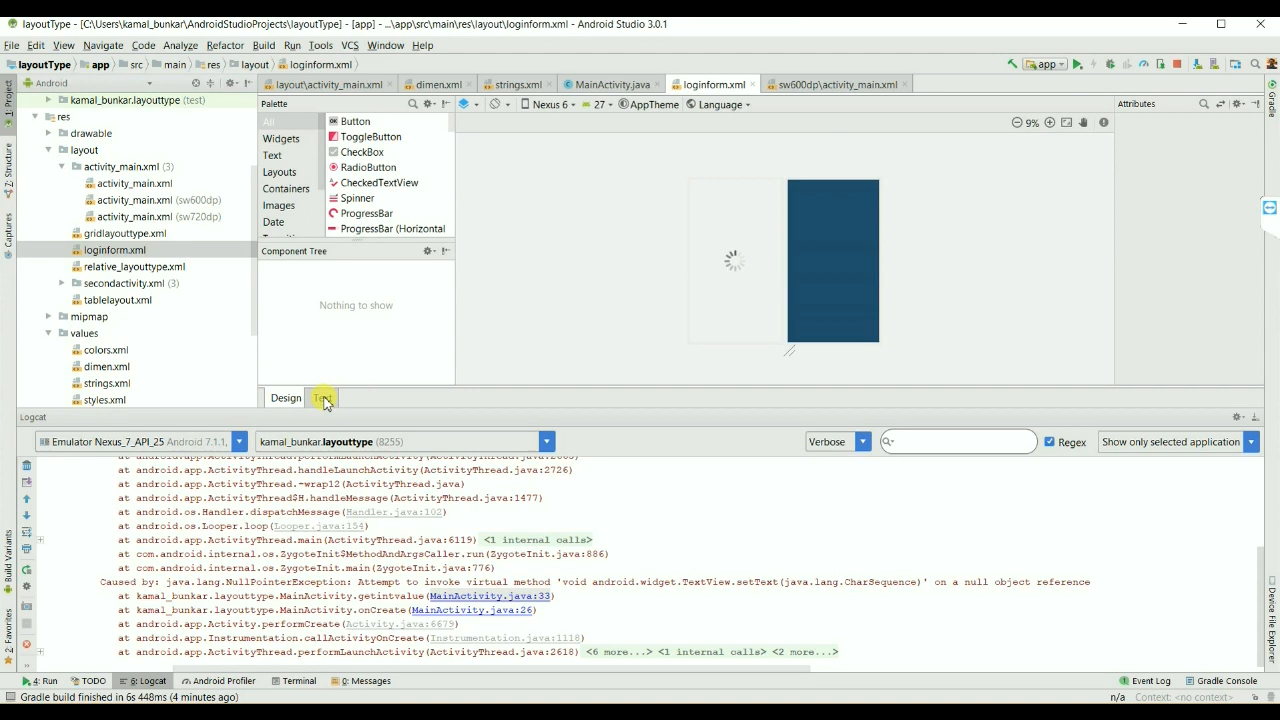 layoutType - [C:\Users\kamal_bunkar\AndroidStudioProjects\layoutType] - [app] - ...\app\src\main\res\layout\loginform.xml - Android Studio 3.0.1
File Edit View Navigate Code Analyze Refactor Build Run Tools VCS Window Help
layoutType app src main res layout loginform.xml app
Android layout\activity_main.xml dimen.xml strings.xml MainActivity.java loginform.xml sw600dp\activity_main.xml
1: Project
Z: Structure
Captures
Build Variants
2: Favorites
kamal_bunkar.layouttype (test)
res
drawable
layout
activity_main.xml (3)
activity_main.xml
activity_main.xml (sw600dp)
activity_main.xml (sw720dp)
gridlayouttype.xml
loginform.xml
relative_layouttype.xml
secondactivity.xml (3)
tablelayout.xml
mipmap
values
colors.xml
dimen.xml
strings.xml
styles.xml
Palette
All
Widgets
Text
Layouts
Containers
Images
Date
Button
ToggleButton
CheckBox
RadioButton
CheckedTextView
Spinner
ProgressBar
ProgressBar (Horizontal
Component Tree
Nothing to show
Nexus 6 27 AppTheme Language
9%
Attributes
Gradle
Device File Explorer
Design Text
Logcat
Emulator Nexus_7_API_25 Android 7.1.1, kamal_bunkar.layouttype (8255) Verbose Regex Show only selected application
at android.app.ActivityThread.handleLaunchActivity(ActivityThread.java:2726)
at android.app.ActivityThread.-wrap12(ActivityThread.java)
at android.app.ActivityThread$H.handleMessage(ActivityThread.java:1477)
at android.os.Handler.dispatchMessage(Handler.java:102)
at android.os.Looper.loop(Looper.java:154)
at android.app.ActivityThread.main(ActivityThread.java:6119) <1 internal calls>
at com.android.internal.os.ZygoteInit$MethodAndArgsCaller.run(ZygoteInit.java:886)
at com.android.internal.os.ZygoteInit.main(ZygoteInit.java:776)
Caused by: java.lang.NullPointerException: Attempt to invoke virtual method 'void android.widget.TextView.setText(java.lang.CharSequence)' on a null object reference
at kamal_bunkar.layouttype.MainActivity.getintvalue(MainActivity.java:33)
at kamal_bunkar.layouttype.MainActivity.onCreate(MainActivity.java:26)
at android.app.Activity.performCreate(Activity.java:6679)
at android.app.Instrumentation.callActivityOnCreate(Instrumentation.java:1118)
at android.app.ActivityThread.performLaunchActivity(ActivityThread.java:2618) <6 more...> <1 internal calls> <2 more...>
4: Run TODO 6: Logcat Android Profiler Terminal 0: Messages Event Log Gradle Console
Gradle build finished in 6s 448ms (4 minutes ago) n/a Context: <no context>